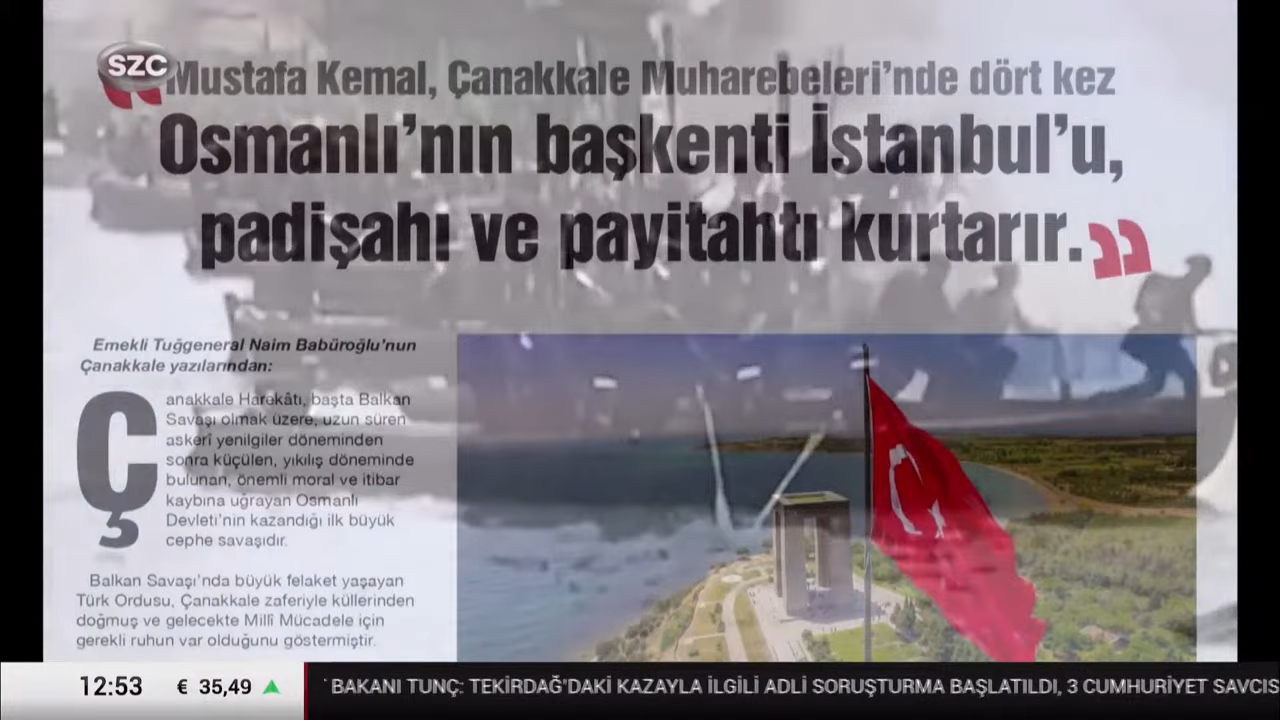 SZC
Mustafa Kemal, Çanakkale Muharebeleri'nde dört kez
Osmanlı'nın başkenti İstanbul'u,
padişahı ve payitahtı kurtarır.
Emekli Tuğgeneral Naim Babüroğlu'nun
Çanakkale yazılarından:
Çanakkale Harekâtı, başta Balkan
Savaşı olmak üzere, uzun süren
askerî yenilgiler döneminden
sonra küçülen, yıkılış döneminde
bulunan, önemli moral ve itibar
kaybına uğrayan Osmanlı
Devleti'nin kazandığı ilk büyük
cephe savaşıdır.
Balkan Savaşı'nda büyük felaket yaşayan
Türk Ordusu, Çanakkale zaferiyle küllerinden
doğmuş ve gelecekte Millî Mücadele için
gerekli ruhun var olduğunu göstermiştir.
12:53 € 35,49 BAKANI TUNÇ: TEKİRDAĞ'DAKİ KAZAYLA İLGİLİ ADLİ SORUŞTURMA BAŞLATILDI, 3 CUMHURİYET SAVCIS